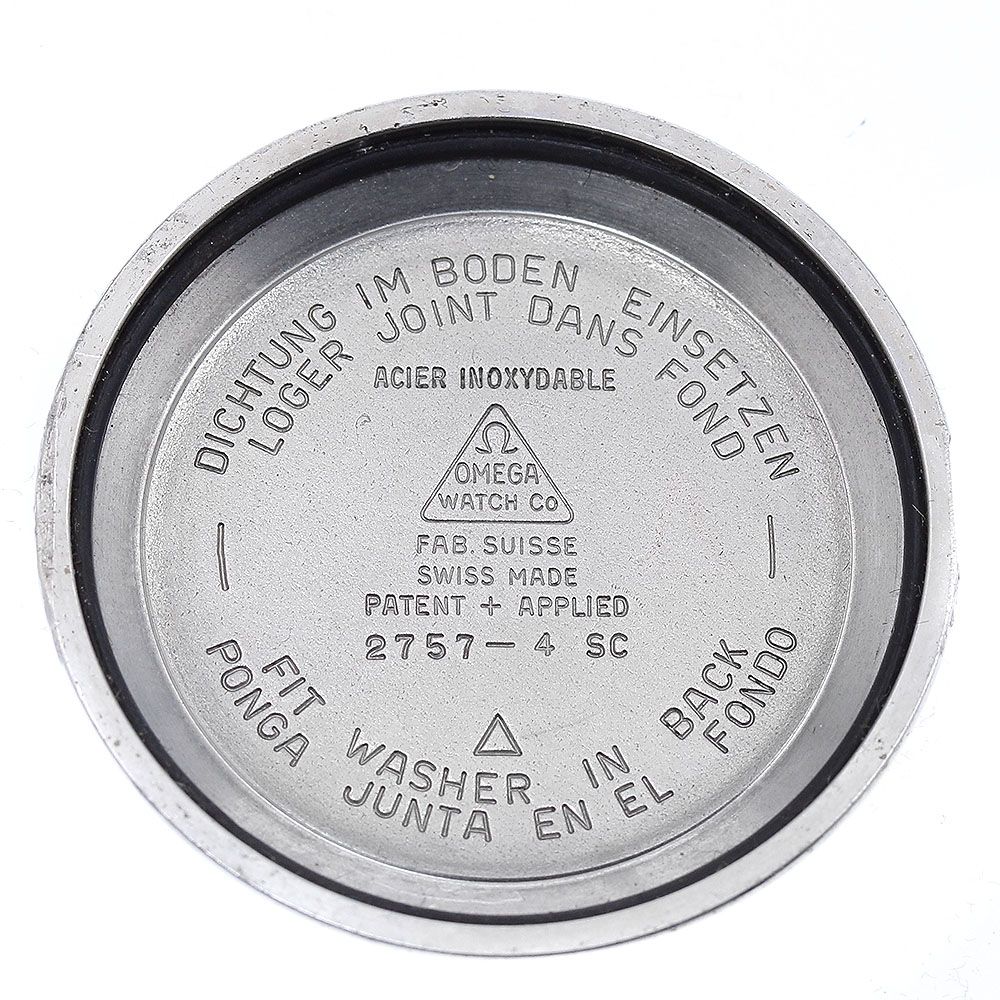 DICHTUNG IM BODEN EINSETZEN
LOGER JOINT DANS FOND
ACIER INOXYDABLE
Ω
OMEGA
WATCH Co
FAB. SUISSE
SWISS MADE
PATENT + APPLIED
2757-4 SC
FIT WASHER IN BACK
PONGA JUNTA EN EL FONDO